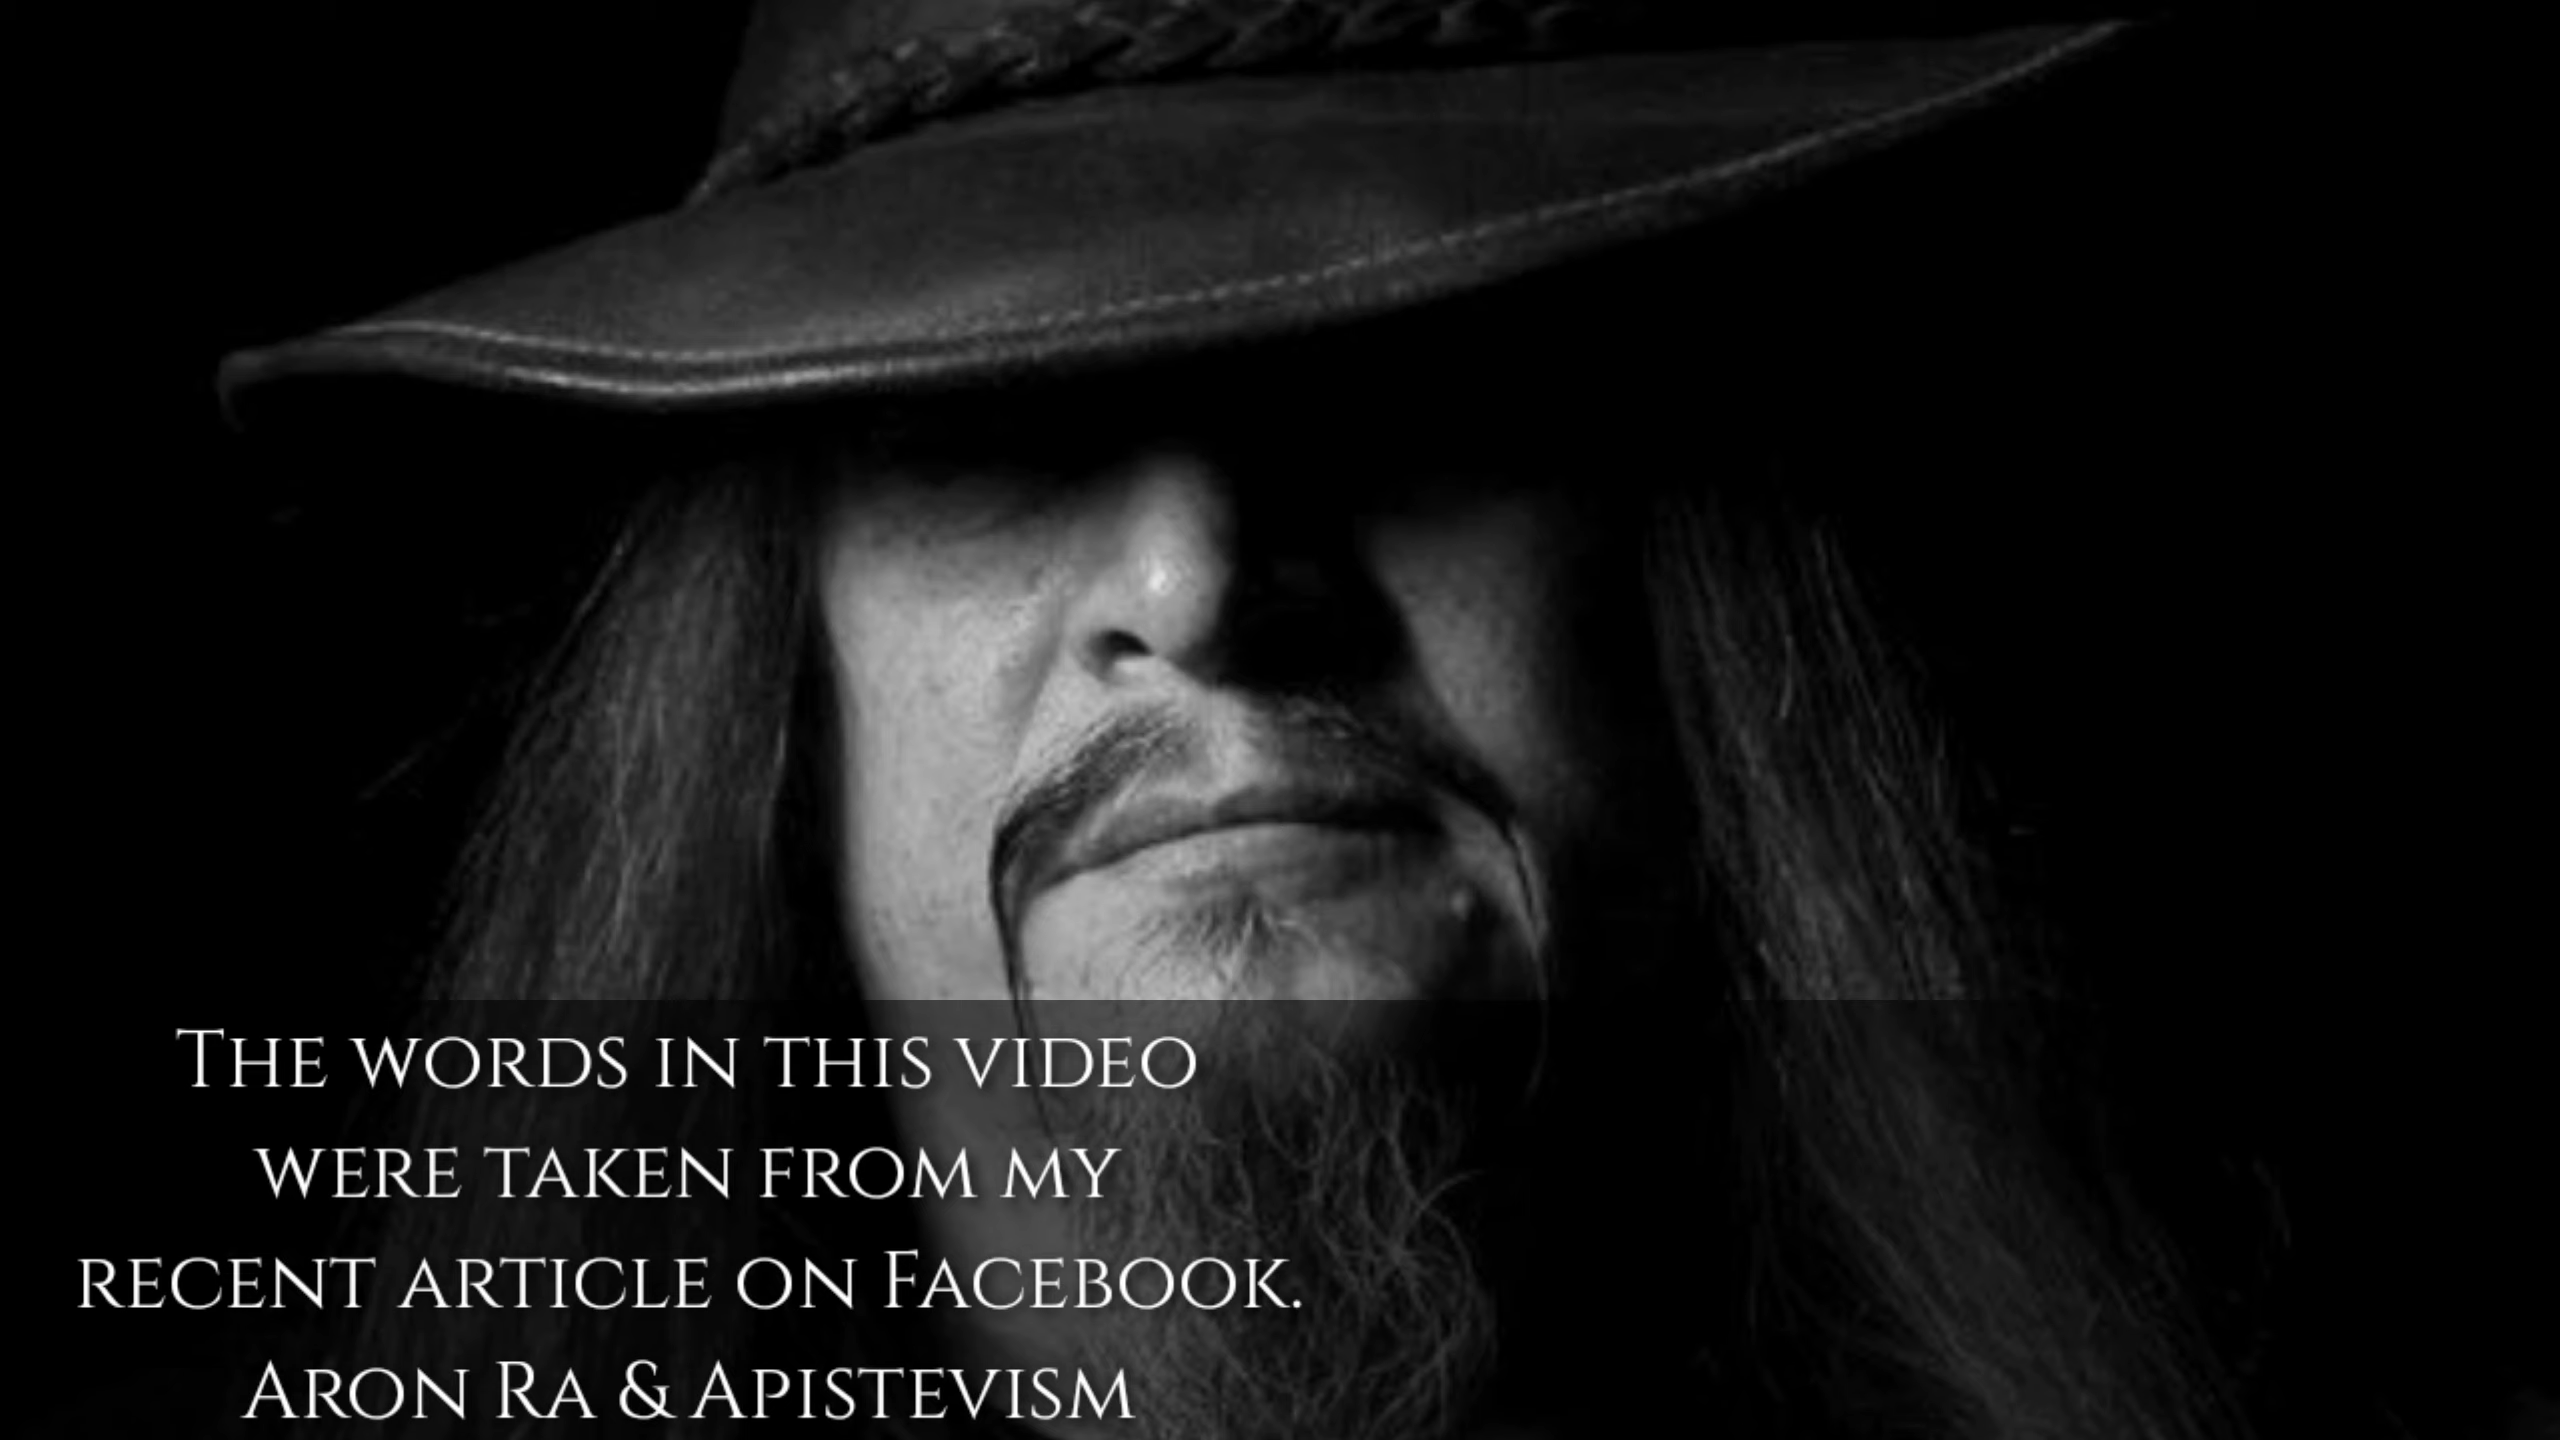 The words in this video
were taken from my
recent article on Facebook.
Aron Ra & Apistevism